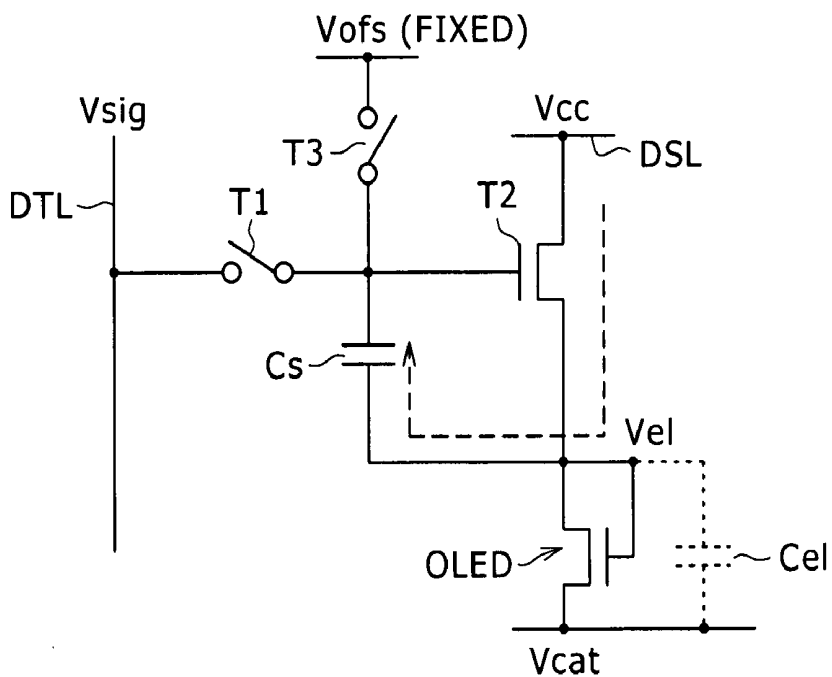 Vofs (FIXED)
Vsig
Vcc
T3
DSL
DTL
T1
T2
Cs
Vel
OLED
Cel
Vcat